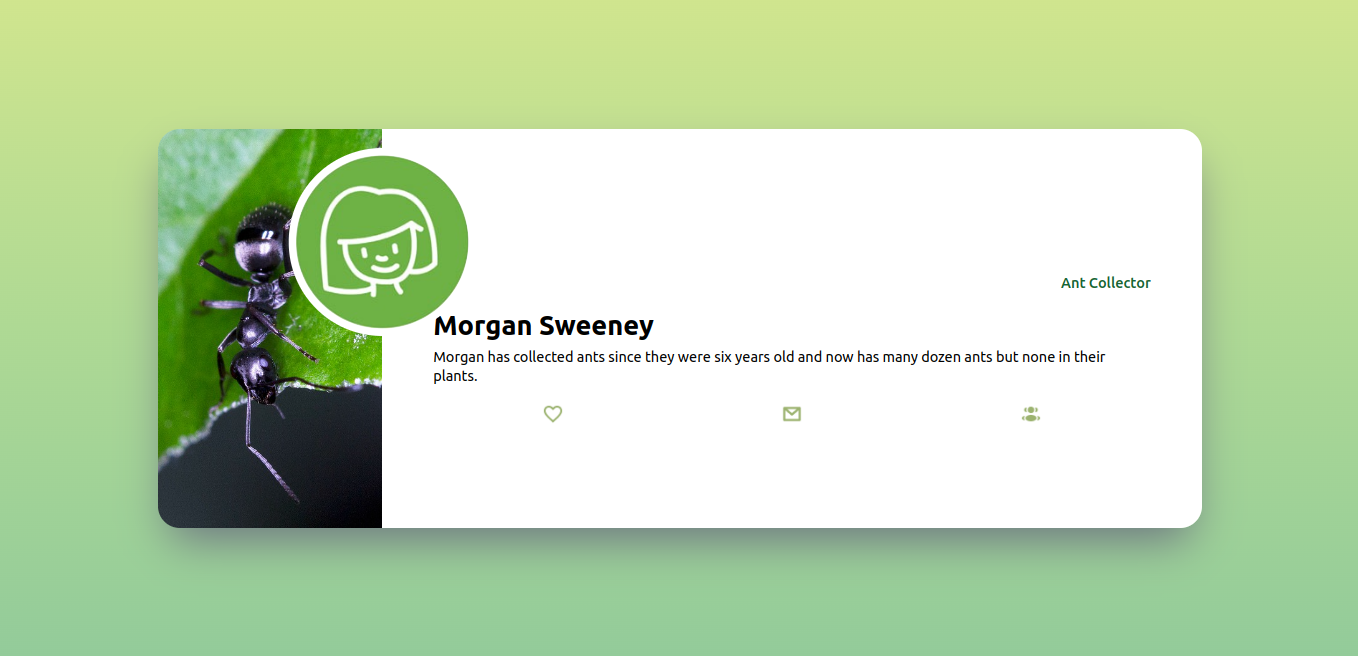 Ant Collector
Morgan Sweeney
Morgan has collected ants since they were six years old and now has many dozen ants but none in their
plants.